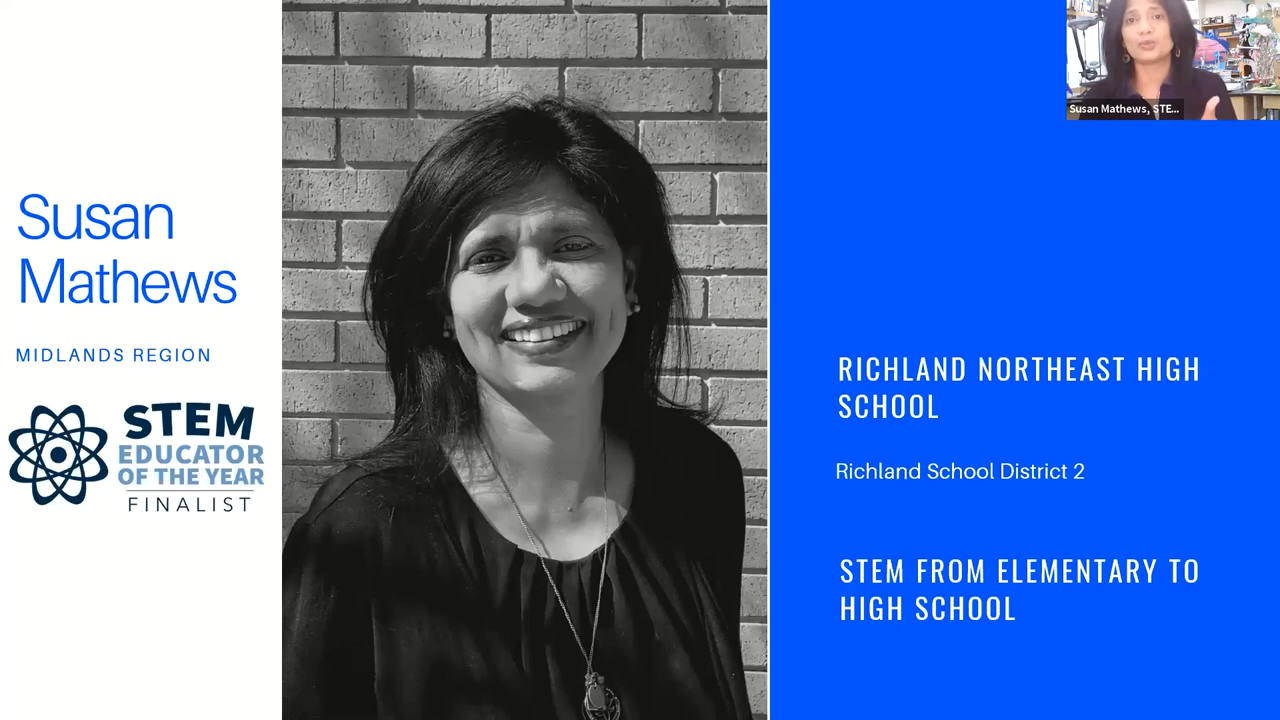 Susan
Mathews
MIDLANDS REGION
STEM
EDUCATOR
OF THE YEAR
FINALIST
Susan Mathews, STE...
RICHLAND NORTHEAST HIGH
SCHOOL
Richland School District 2
STEM FROM ELEMENTARY TO
HIGH SCHOOL